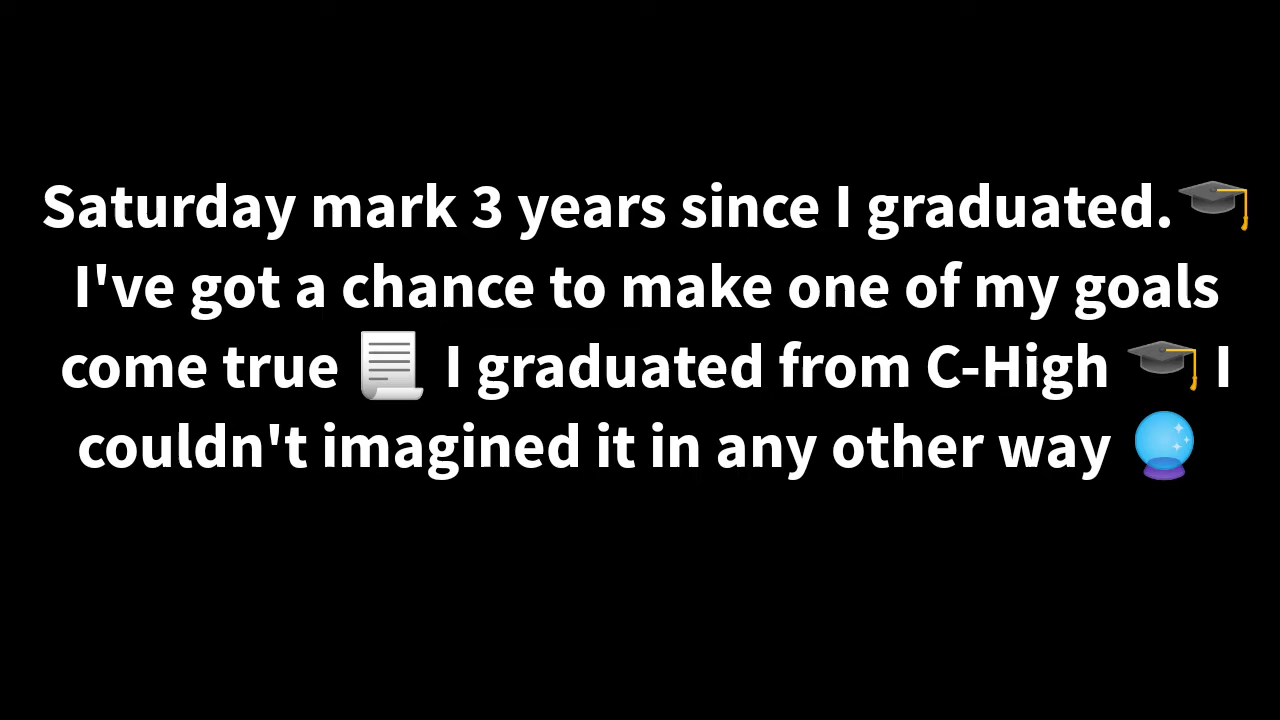 Saturday mark 3 years since I graduated.🎓
I've got a chance to make one of my goals
come true 📃 I graduated from C-High 🎓 I
couldn't imagined it in any other way 🔮